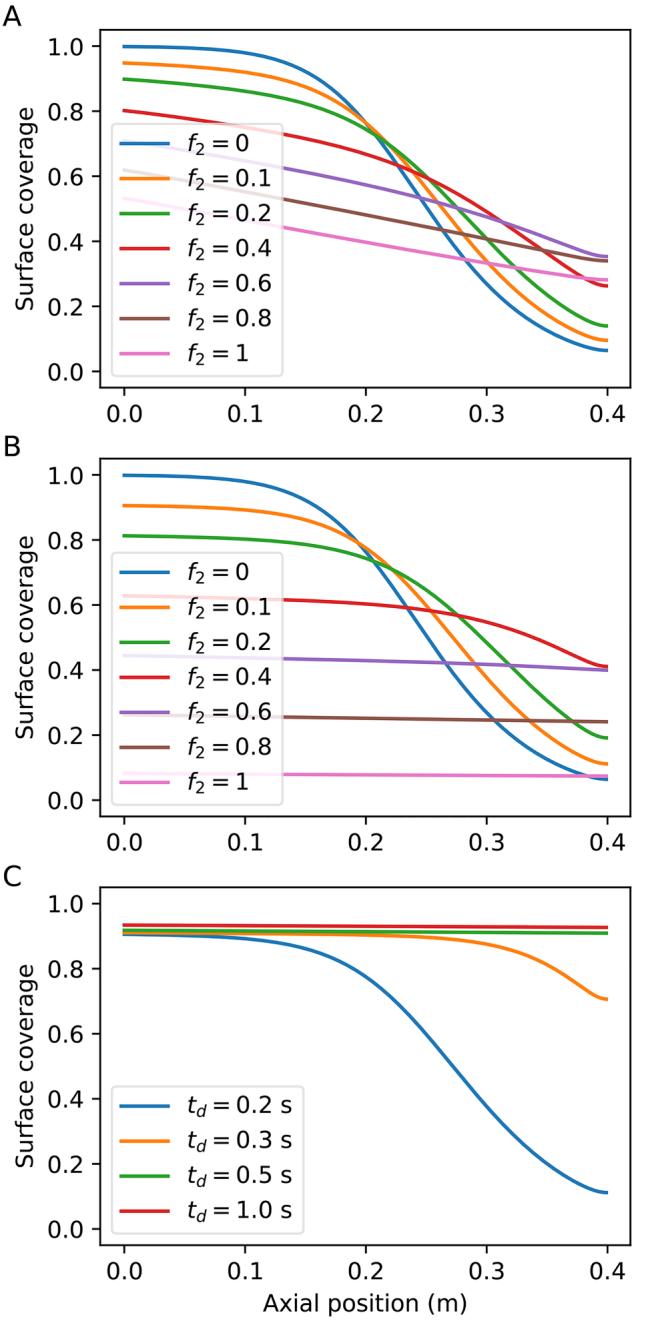 A
Surface coverage
1.0
0.8
0.6
0.4
0.2
0.0
f₂ = 0
f₂ = 0.1
f₂ = 0.2
f₂ = 0.4
f₂ = 0.6
f₂ = 0.8
f₂ = 1
0.0 0.1 0.2 0.3 0.4
B
Surface coverage
1.0
0.8
0.6
0.4
0.2
0.0
f₂ = 0
f₂ = 0.1
f₂ = 0.2
f₂ = 0.4
f₂ = 0.6
f₂ = 0.8
f₂ = 1
0.0 0.1 0.2 0.3 0.4
C
Surface coverage
1.0
0.8
0.6
0.4
0.2
0.0
t_d = 0.2 s
t_d = 0.3 s
t_d = 0.5 s
t_d = 1.0 s
0.0 0.1 0.2 0.3 0.4
Axial position (m)